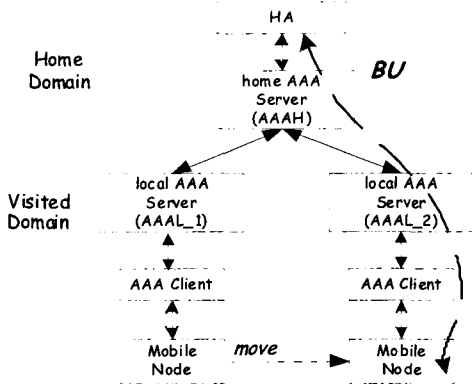 HA
Home
Domain
BU
home AAA
Server
(AAAH)
Visited
Domain
local AAA
Server
(AAAL_1)
local AAA
Server
(AAAL_2)
AAA Client
AAA Client
Mobile
Node
move
Mobile
Node